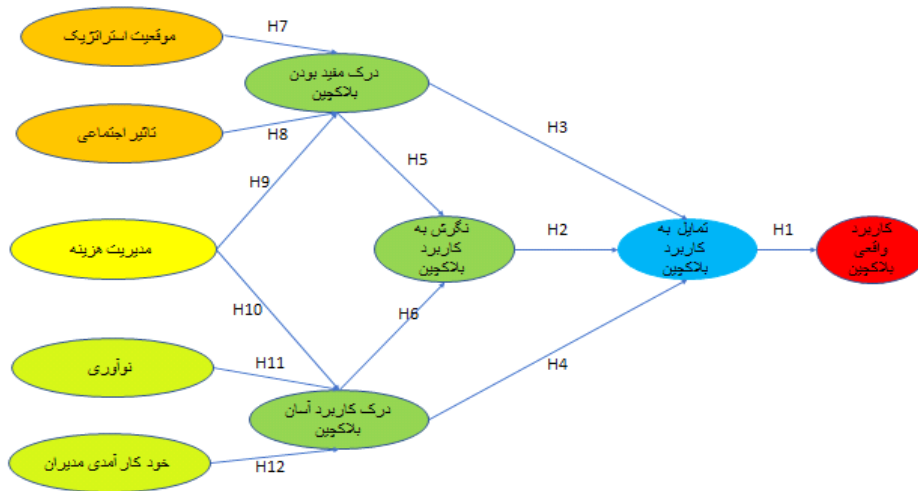 موقعیت استراتژیک
H7
درک مفید بودن
بلاکچین
تاثیر اجتماعی
H8
H3
H5
H9
مدیریت هزینه
نگرش به
کاربرد
بلاکچین
H2
تمایل به
کاربرد
بلاکچین
H1
کاربرد
واقعی
بلاکچین
H10
H6
H4
نوآوری
H11
درک کاربرد آسان
بلاکچین
خود کار آمدی مدیران
H12